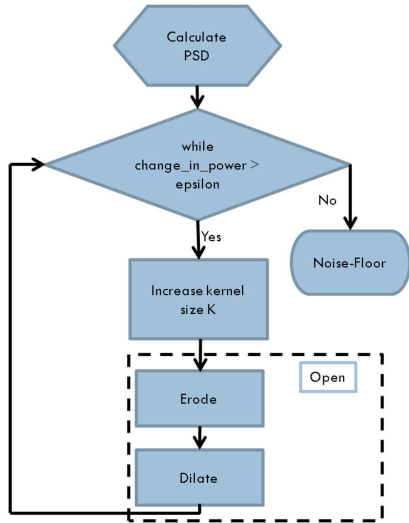 Calculate
PSD
while
change_in_power >
epsilon
No
Yes
Noise-Floor
Increase kernel
size K
Open
Erode
Dilate